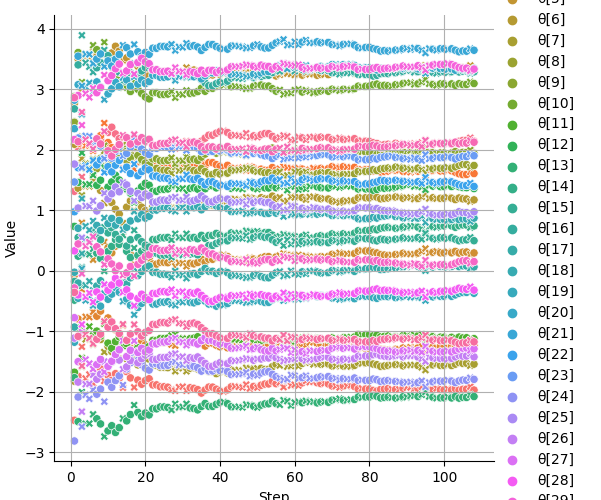 4
3
2
1
0
−1
−2
−3
Value
0
20
40
60
80
100
Step
θ[6]
θ[7]
θ[8]
θ[9]
θ[10]
θ[11]
θ[12]
θ[13]
θ[14]
θ[15]
θ[16]
θ[17]
θ[18]
θ[19]
θ[20]
θ[21]
θ[22]
θ[23]
θ[24]
θ[25]
θ[26]
θ[27]
θ[28]